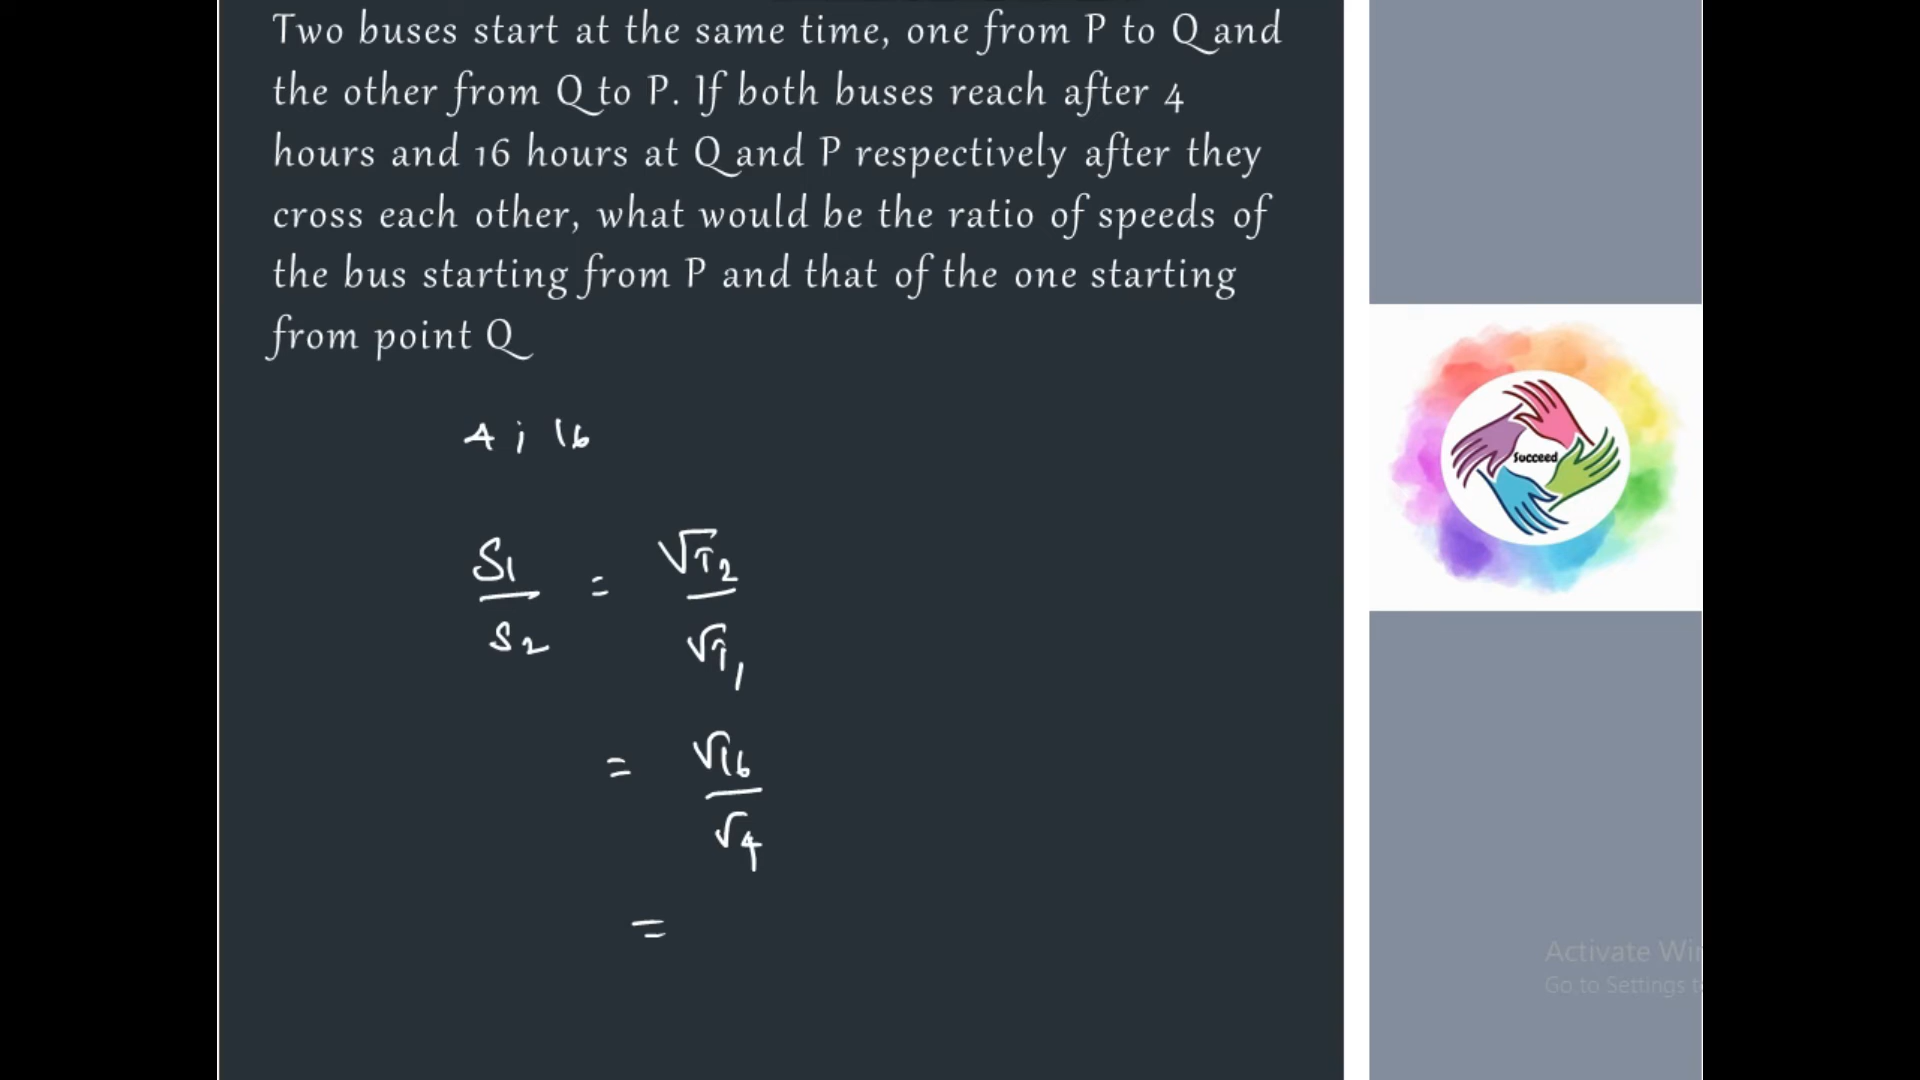 Two buses start at the same time, one from P to Q and
the other from Q to P. If both buses reach after 4
hours and 16 hours at Q and P respectively after they
cross each other, what would be the ratio of speeds of
the bus starting from P and that of the one starting
from point Q
4 ; 16
S1 / S2 = √T2 / √T1
= √16 / √4
=
Succeed
Activate Wi
Go to Settings t